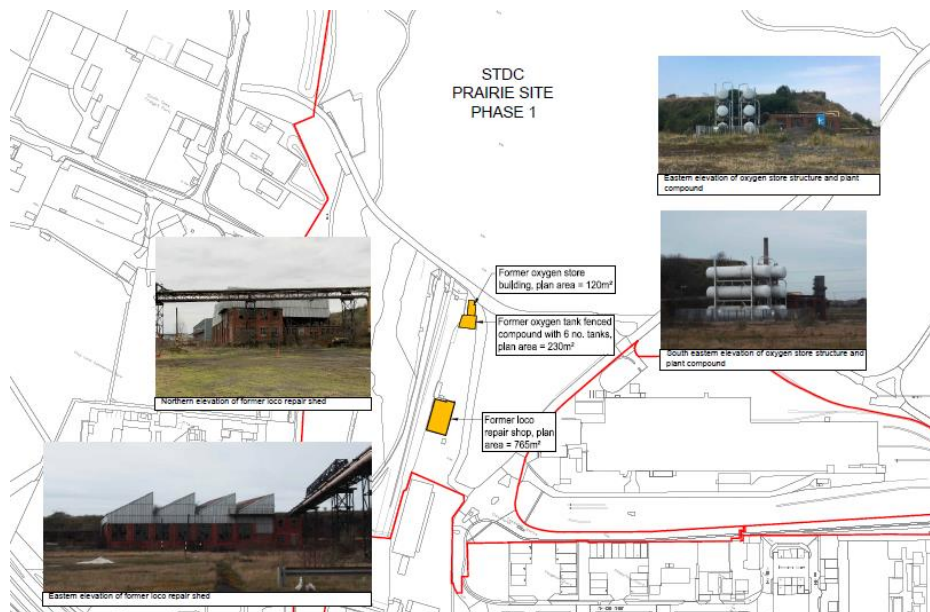 STDC
PRAIRIE SITE
PHASE 1
Eastern elevation of oxygen store structure and plant
compound
Former oxygen store
building, plan area = 120m²
Former oxygen tank fenced
compound with 6 no. tanks,
plan area = 230m²
South eastern elevation of oxygen store structure and
plant compound
Northern elevation of former loco repair shed
Former loco
repair shop, plan
area = 765m²
Eastern elevation of former loco repair shed